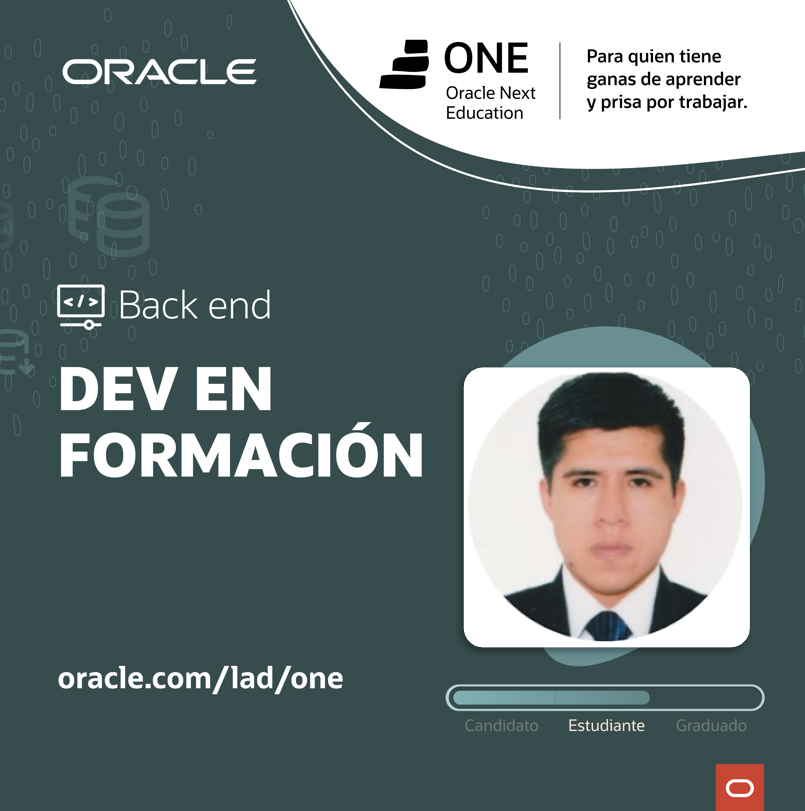 ORACLE
ONE
Oracle Next
Education
Para quien tiene
ganas de aprender
y prisa por trabajar.
</>
Back end
DEV EN
FORMACIÓN
oracle.com/lad/one
Candidato
Estudiante
Graduado